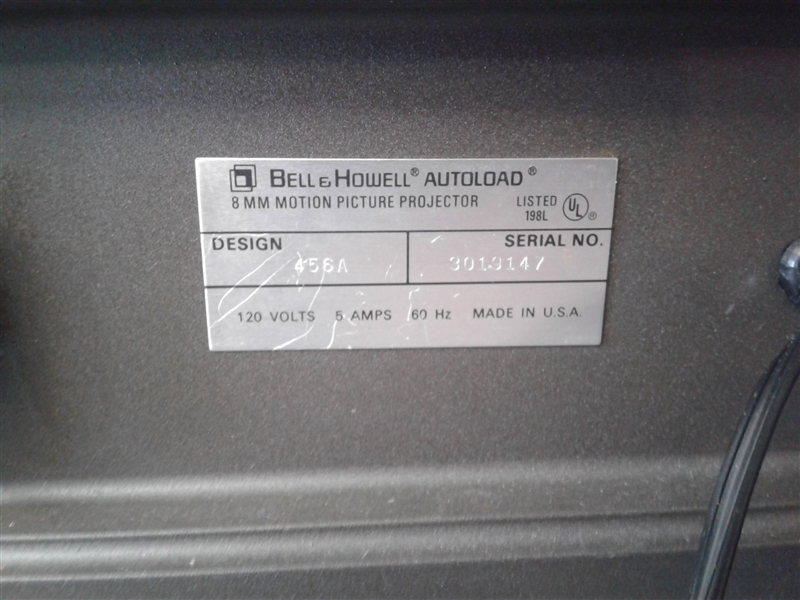 BELL & HOWELL® AUTOLOAD®
8 MM MOTION PICTURE PROJECTOR
LISTED
198L
UL®
DESIGN
456A
SERIAL NO.
3019147
120 VOLTS 5 AMPS 60 Hz MADE IN U.S.A.